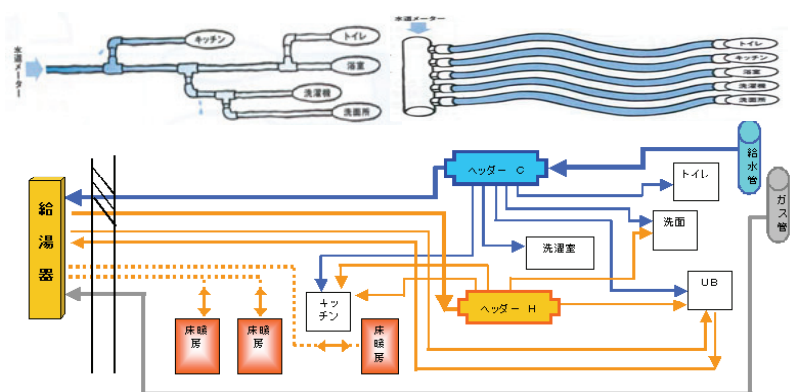 水道メーター
キッチン
トイレ
浴室
洗濯機
洗面所
水道メーター
トイレ
キッチン
浴室
洗濯機
洗面所
給水管
ガス管
給湯器
ヘッダー C
トイレ
洗面
洗濯室
UB
キッ
チン
ヘッダー H
床暖
房
床暖
房
床暖
房